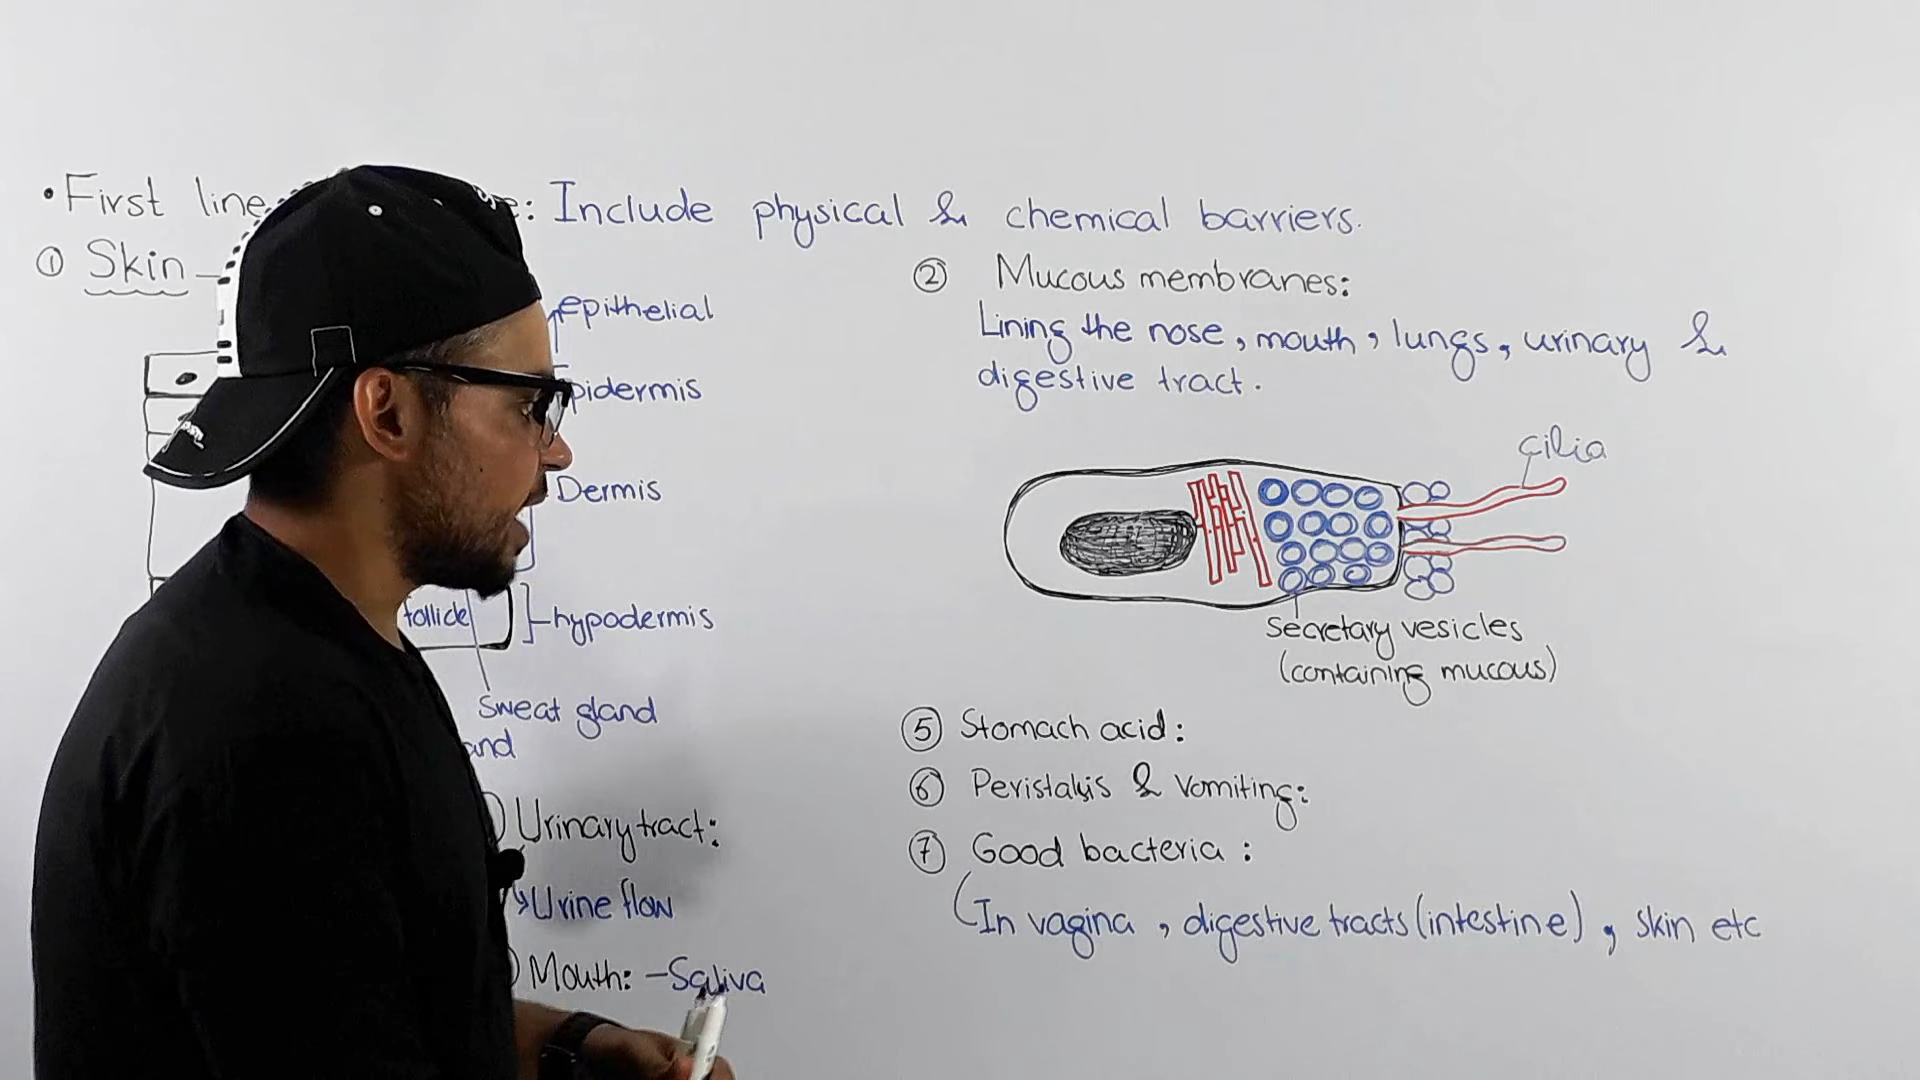 • First line : Include physical & chemical barriers.
① Skin
epithelial
epidermis
Dermis
follicle
hypodermis
Sweat gland
Urinary tract:
Urine flow
Mouth: - Saliva
② Mucous membranes:
Lining the nose, mouth, lungs, urinary &
digestive tract.
cilia
Secretary vesicles
(containing mucous)
⑤ Stomach acid:
⑥ Peristalsis & Vomiting:
⑦ Good bacteria :
(In vagina, digestive tracts (intestine), skin etc